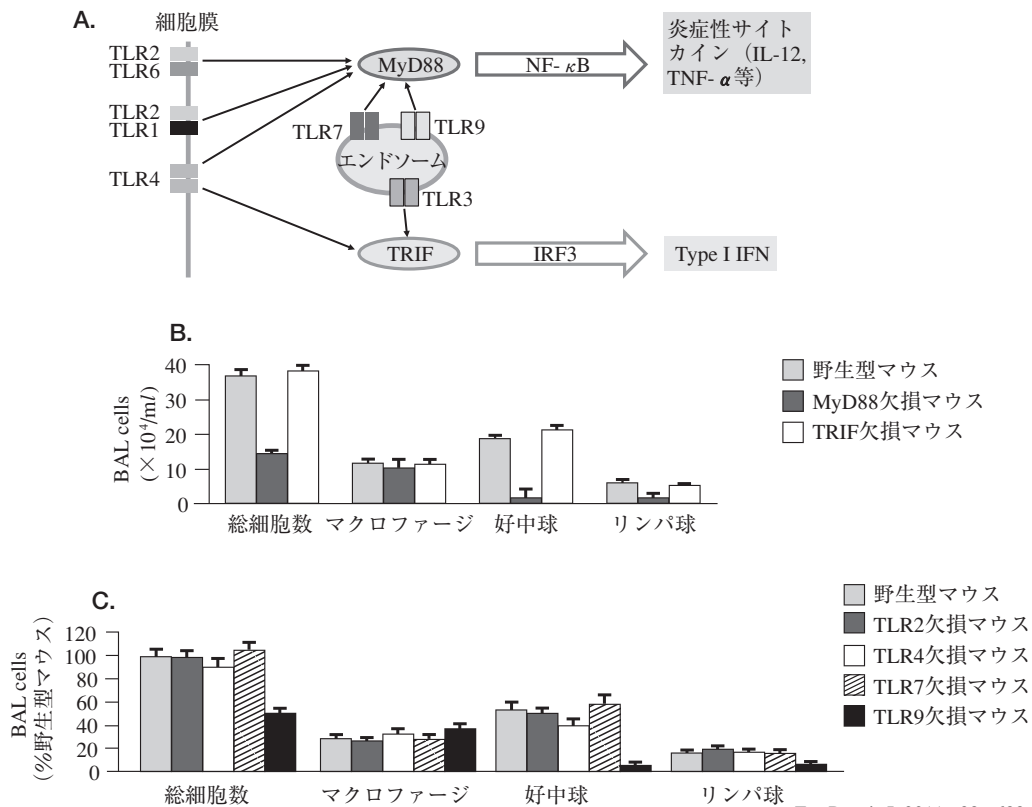 A.
細胞膜
TLR2
TLR6
TLR2
TLR1
TLR4
MyD88
NF- κB
炎症性サイト
カイン（IL-12,
TNF- α等）
TLR7
TLR9
エンドソーム
TLR3
TRIF
IRF3
Type I IFN
B.
BAL cells
(×10⁴/ml)
40
30
20
10
0
総細胞数
マクロファージ
好中球
リンパ球
野生型マウス
MyD88欠損マウス
TRIF欠損マウス
C.
BAL cells
(%野生型マウス)
120
100
80
60
40
20
0
総細胞数
マクロファージ
好中球
リンパ球
野生型マウス
TLR2欠損マウス
TLR4欠損マウス
TLR7欠損マウス
TLR9欠損マウス